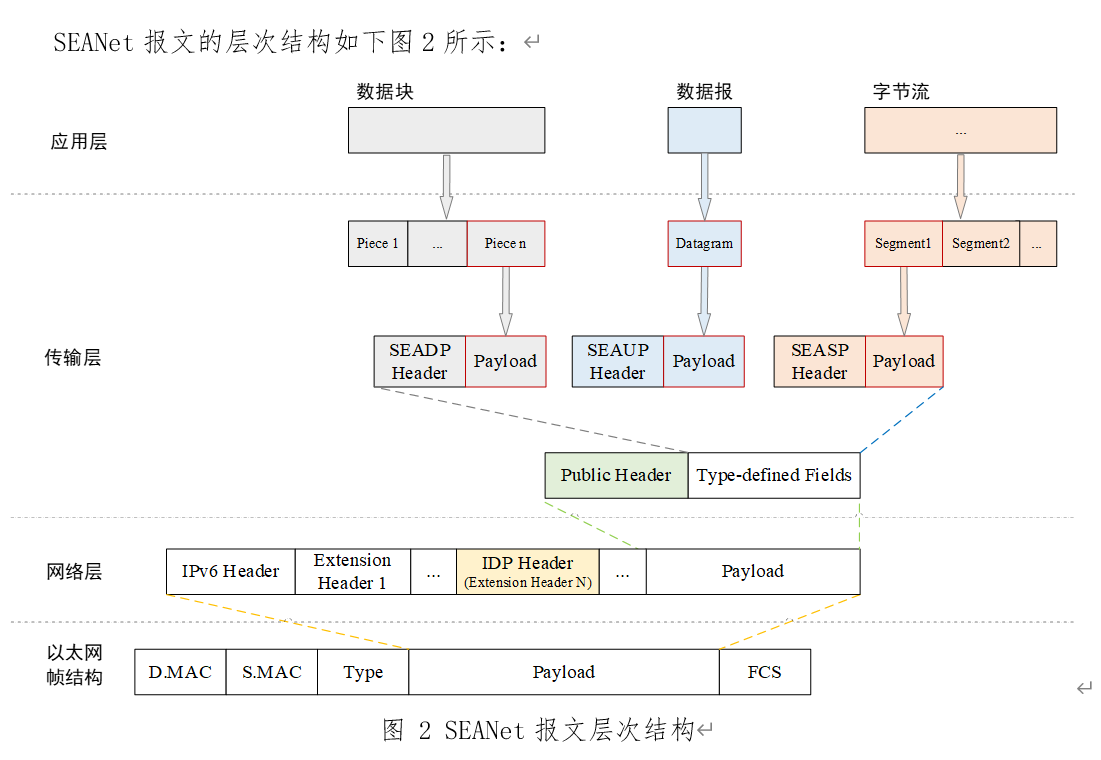 SEANet 报文的层次结构如下图 2 所示：↵
数据块 数据报 字节流
应用层 ...
Piece 1 ... Piece n Datagram Segment1 Segment2 ...
传输层
SEADP Header Payload SEAUP Header Payload SEASP Header Payload
Public Header Type-defined Fields
网络层
IPv6 Header Extension Header 1 ... IDP Header (Extension Header N) ... Payload
以太网
帧结构
D.MAC S.MAC Type Payload FCS ↵
图 2 SEANet 报文层次结构↵